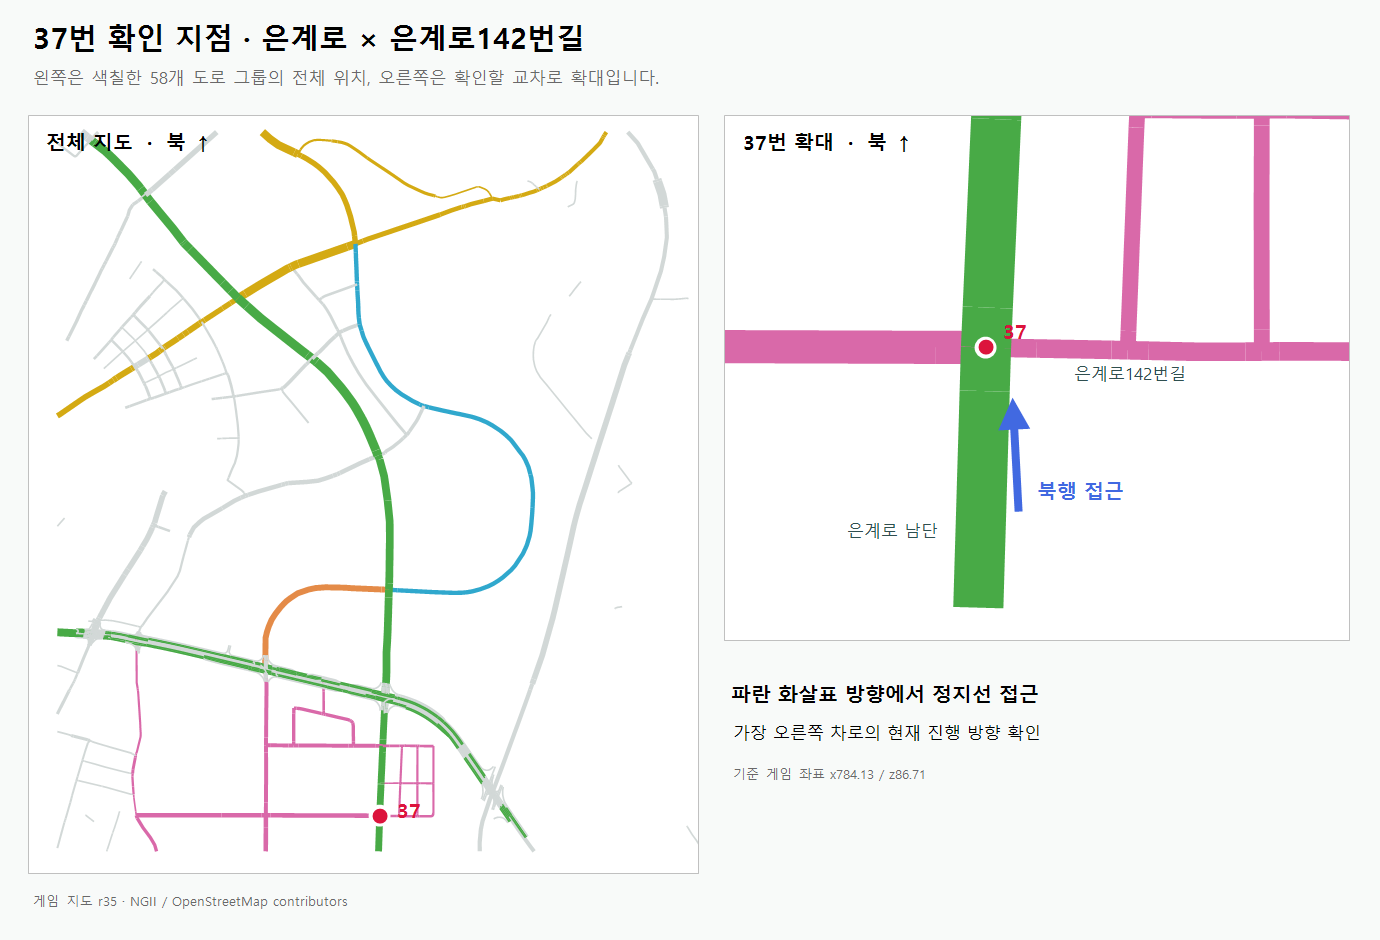 37번 확인 지점 · 은계로 × 은계로142번길
왼쪽은 색칠한 58개 도로 그룹의 전체 위치, 오른쪽은 확인할 교차로 확대입니다.
전체 지도 · 북 ↑
37
37번 확대 · 북 ↑
37
은계로142번길
북행 접근
은계로 남단
파란 화살표 방향에서 정지선 접근
가장 오른쪽 차로의 현재 진행 방향 확인
기준 게임 좌표 x784.13 / z86.71
게임 지도 r35 · NGII / OpenStreetMap contributors